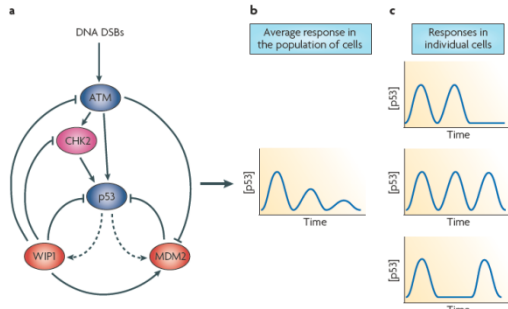 a
DNA DSBs
ATM
CHK2
p53
WIP1
MDM2
b
Average response in
the population of cells
[p53]
Time
c
Responses in
individual cells
[p53]
Time
[p53]
Time
[p53]
Time